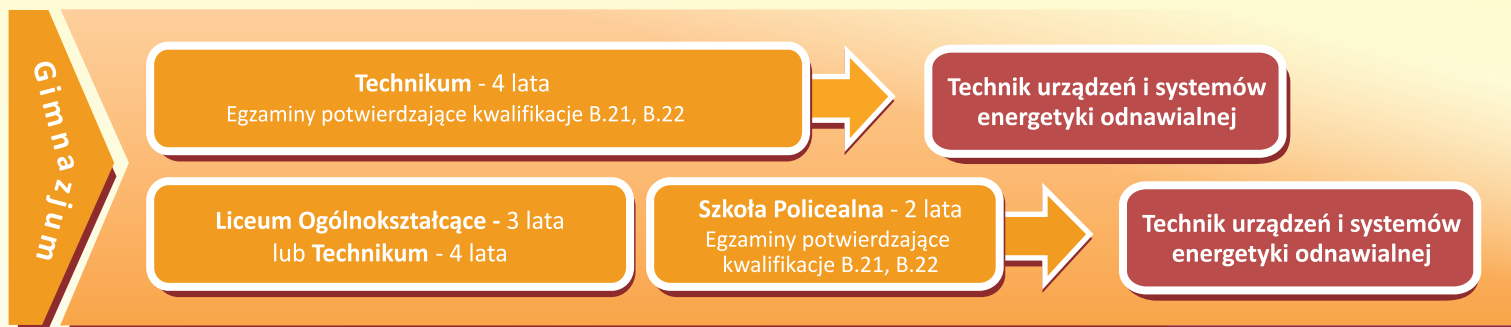 Gimnazjum
Technikum - 4 lata
Egzaminy potwierdzające kwalifikacje B.21, B.22
Technik urządzeń i systemów
energetyki odnawialnej
Liceum Ogólnokształcące - 3 lata
lub Technikum - 4 lata
Szkoła Policealna - 2 lata
Egzaminy potwierdzające
kwalifikacje B.21, B.22
Technik urządzeń i systemów
energetyki odnawialnej